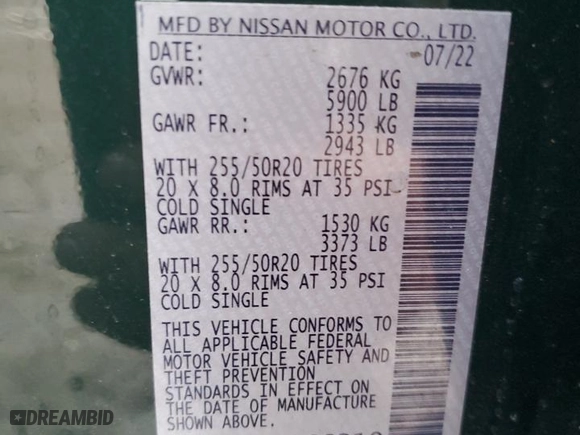 MFD BY NISSAN MOTOR CO., LTD.
DATE: 07/22
GVWR: 2676 KG
5900 LB
GAWR FR.: 1335 KG
2943 LB
WITH 255/50R20 TIRES
20 X 8.0 RIMS AT 35 PSI
COLD SINGLE
GAWR RR.: 1530 KG
3373 LB
WITH 255/50R20 TIRES
20 X 8.0 RIMS AT 35 PSI
COLD SINGLE
THIS VEHICLE CONFORMS TO
ALL APPLICABLE FEDERAL
MOTOR VEHICLE SAFETY AND
THEFT PREVENTION
STANDARDS IN EFFECT ON
THE DATE OF MANUFACTURE
SHOWN ABOVE.
DREAMBID